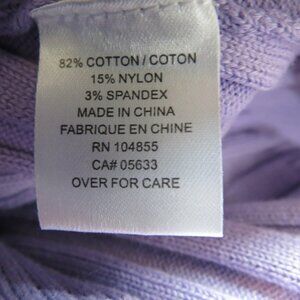 82% COTTON / COTON
15% NYLON
3% SPANDEX
MADE IN CHINA
FABRIQUE EN CHINE
RN 104855
CA# 05633
OVER FOR CARE